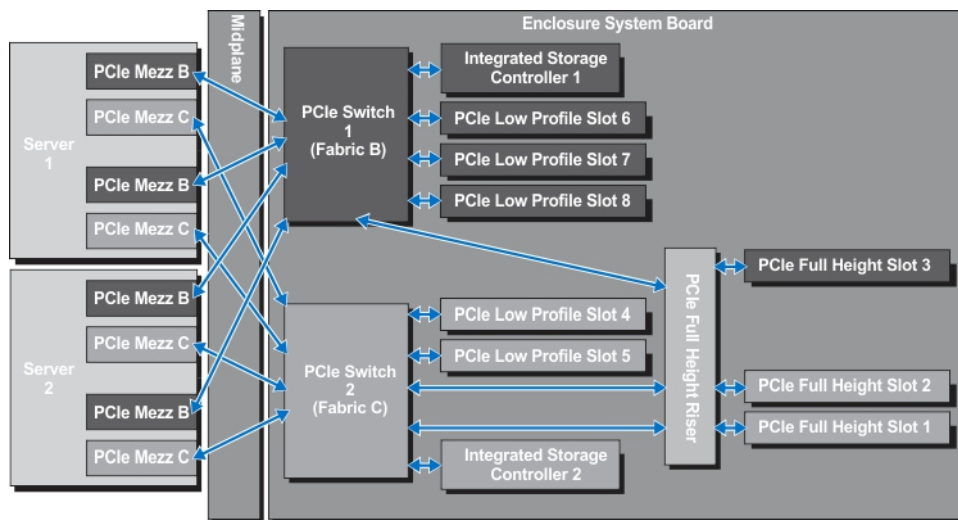 Midplane
Enclosure System Board
Server
1
PCIe Mezz B
PCIe Mezz C
PCIe Mezz B
PCIe Mezz C
Server
2
PCIe Mezz B
PCIe Mezz C
PCIe Mezz B
PCIe Mezz C
PCIe Switch
1
(Fabric B)
Integrated Storage
Controller 1
PCIe Low Profile Slot 6
PCIe Low Profile Slot 7
PCIe Low Profile Slot 8
PCIe Switch
2
(Fabric C)
PCIe Low Profile Slot 4
PCIe Low Profile Slot 5
Integrated Storage
Controller 2
PCIe Full Height Riser
PCIe Full Height Slot 3
PCIe Full Height Slot 2
PCIe Full Height Slot 1